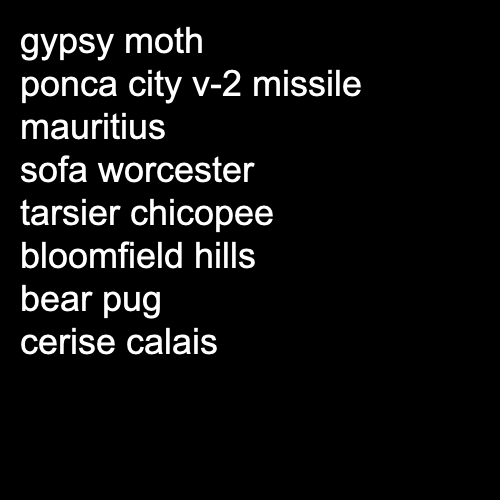 gypsy moth
ponca city v-2 missile
mauritius
sofa worcester
tarsier chicopee
bloomfield hills
bear pug
cerise calais